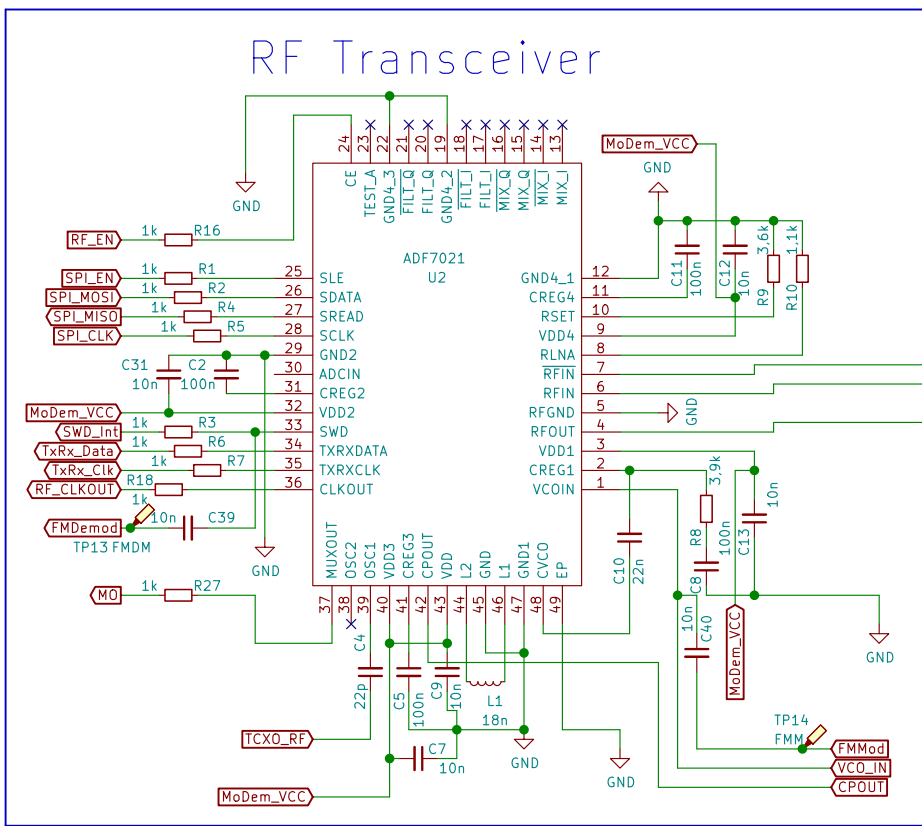 RF Transceiver
24 23 22 21 20 19 18 17 16 15 14 13
CE TEST_A GND4_3 FILT_Q FILT_Q GND4_2 FILT_I FILT_I MIX_Q MIX_Q MIX_I MIX_I
MoDem_VCC
GND
GND
ADF7021
U2
RF_EN 1k R16
SPI_EN 1k R1 25 SLE
SPI_MOSI 1k R2 26 SDATA
SPI_MISO 1k R4 27 SREAD
SPI_CLK 1k R5 28 SCLK
29 GND2
C31 10n C2 100n 30 ADCIN
31 CREG2
MoDem_VCC 32 VDD2
SWD_Int 1k R3 33 SWD
TxRx_Data 1k R6 34 TXRXDATA
TxRx_Clk 1k R7 35 TXRXCLK
RF_CLKOUT R18 1k 36 CLKOUT
FMDemod 10n C39
TP13 FMDM
GND
GND4_1 12
CREG4 11
RSET 10
VDD4 9
RLNA 8
RFIN 7
RFIN 6
RFGND 5 GND
RFOUT 4
VDD1 3
CREG1 2
VCOIN 1
C11 100n C12 10n 3,6k R9 1,1k R10
3,9k R8 100n C8 10n C13
C10 22n
10n C40
MoDem_VCC
GND
MUXOUT OSC2 OSC1 VDD3 CREG3 CPOUT VDD L2 GND L1 GND1 CVCO EP
37 38 39 40 41 42 43 44 45 46 47 48 49
MO 1k R27
C4 22p C5 100n C9 10n
L1
18n
TCXO_RF
C7
10n
GND
GND
MoDem_VCC
TP14
FMM
FMMod
VCO_IN
CPOUT